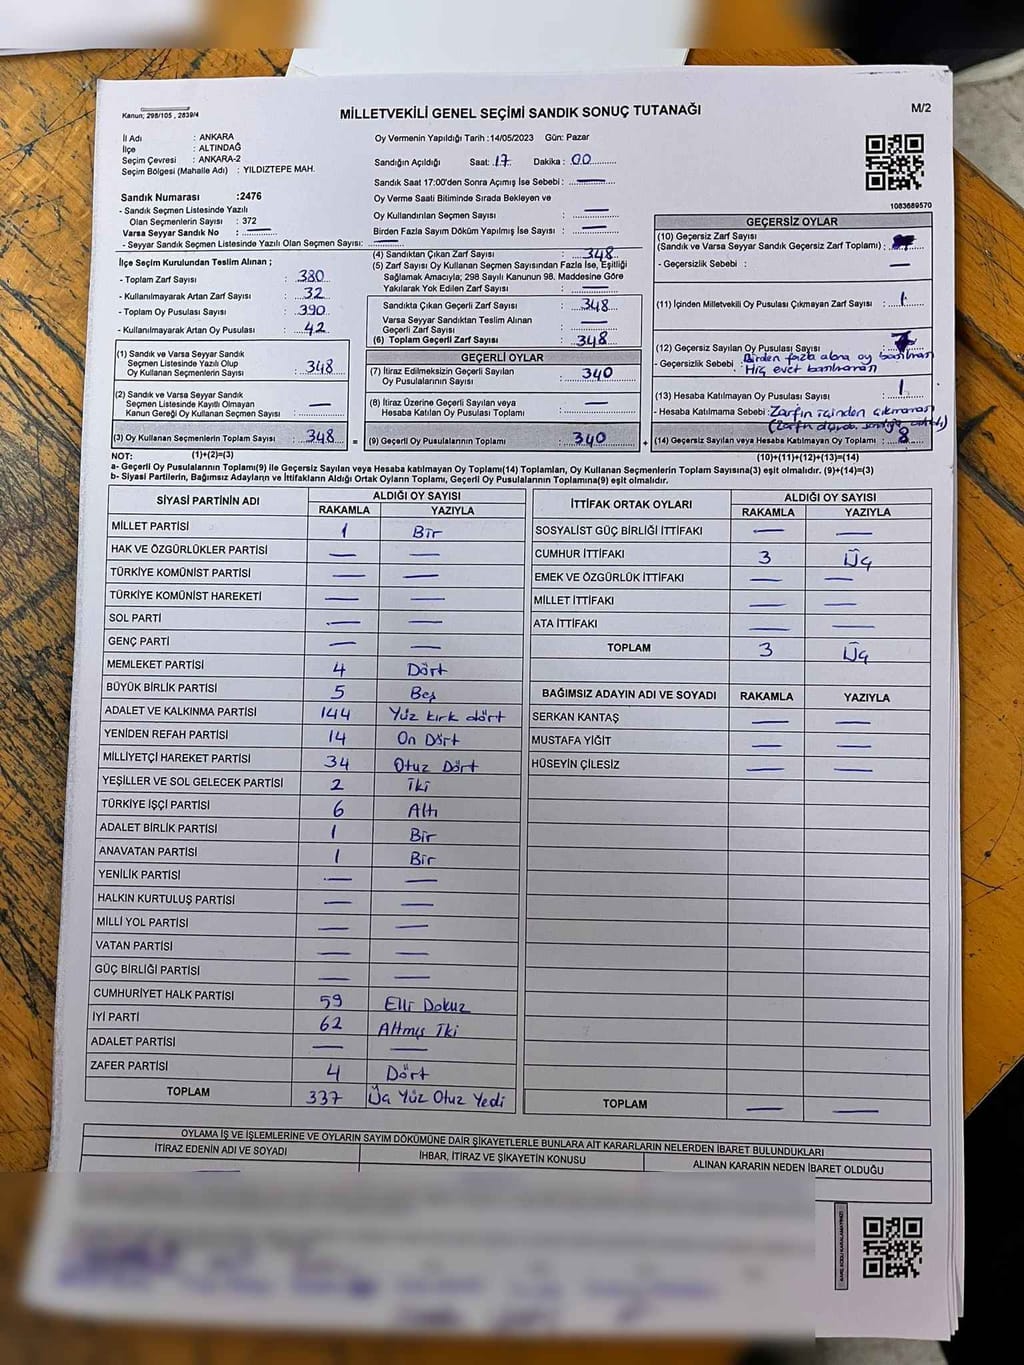 Kanun; 298/105 , 2839/4
MİLLETVEKİLİ GENEL SEÇİMİ SANDIK SONUÇ TUTANAĞI
M/2
İl Adı : ANKARA
İlçe : ALTINDAĞ
Seçim Çevresi : ANKARA-2
Seçim Bölgesi (Mahalle Adı) : YILDIZTEPE MAH.
Sandık Numarası :2476
- Sandık Seçmen Listesinde Yazılı
Olan Seçmenlerin Sayısı : 372
Varsa Seyyar Sandık No : —
- Seyyar Sandık Seçmen Listesinde Yazılı Olan Seçmen Sayısı: —
Oy Vermenin Yapıldığı Tarih :14/05/2023 Gün: Pazar
Sandığın Açıldığı Saat: 17 Dakika : 00
Sandık Saat 17:00'den Sonra Açımış İse Sebebi : —
Oy Verme Saati Bitiminde Sırada Bekleyen ve
Oy Kullandırılan Seçmen Sayısı : —
Birden Fazla Sayım Döküm Yapılmış İse Sayısı : —
1083689570
İlçe Seçim Kurulundan Teslim Alınan ;
- Toplam Zarf Sayısı : 380
- Kullanılmayarak Artan Zarf Sayısı : 32
- Toplam Oy Pusulası Sayısı : 390
- Kullanılmayarak Artan Oy Pusulası : 42
(1) Sandık ve Varsa Seyyar Sandık
Seçmen Listesinde Yazılı Olup
Oy Kullanan Seçmenlerin Sayısı : 348
(2) Sandık ve Varsa Seyyar Sandık
Seçmen Listesinde Kayıtlı Olmayan
Kanun Gereği Oy Kullanan Seçmen Sayısı : —
(3) Oy Kullanan Seçmenlerin Toplam Sayısı : 348 =
(4) Sandıktan Çıkan Zarf Sayısı : 348
(5) Zarf Sayısı Oy Kullanan Seçmen Sayısından Fazla İse, Eşitliği
Sağlamak Amacıyla; 298 Sayılı Kanunun 98. Maddesine Göre
Yakılarak Yok Edilen Zarf Sayısı : —
Sandıkta Çıkan Geçerli Zarf Sayısı : 348
Varsa Seyyar Sandıktan Teslim Alınan
Geçerli Zarf Sayısı : —
(6) Toplam Geçerli Zarf Sayısı : 348
GEÇERLİ OYLAR
(7) İtiraz Edilmeksizin Geçerli Sayılan
Oy Pusulalarının Sayısı : 340
(8) İtiraz Üzerine Geçerli Sayılan veya
Hesaba Katılan Oy Pusulası Toplamı : —
(9) Geçerli Oy Pusulalarının Toplamı : 340 +
GEÇERSİZ OYLAR
(10) Geçersiz Zarf Sayısı
(Sandık ve Varsa Seyyar Sandık Geçersiz Zarf Toplamı) :
- Geçersizlik Sebebi : —
(11) İçinden Milletvekili Oy Pusulası Çıkmayan Zarf Sayısı : 1
(12) Geçersiz Sayılan Oy Pusulası Sayısı :
- Geçersizlik Sebebi : Birden fazla alana oy basılması
Hiç evet basılmaması
(13) Hesaba Katılmayan Oy Pusulası Sayısı : 1
- Hesaba Katılmama Sebebi : Zarfın içinden çıkmaması
(14) Geçersiz Sayılan veya Hesaba Katılmayan Oy Toplamı : 8
NOT: (1)+(2)=(3) (10)+(11)+(12)+(13)=(14)
a- Geçerli Oy Pusulalarının Toplamı(9) ile Geçersiz Sayılan veya Hesaba katılmayan Oy Toplamı(14) Toplamları, Oy Kullanan Seçmenlerin Toplam Sayısına(3) eşit olmalıdır. (9)+(14)=(3)
b- Siyasi Partilerin, Bağımsız Adayların ve İttifakların Aldığı Oyların Toplamı, Geçerli Oy Pusulalarının Toplamına(9) eşit olmalıdır.
SİYASİ PARTİNİN ADI ALDIĞI OY SAYISI
RAKAMLA YAZIYLA
MİLLET PARTİSİ 1 Bir
HAK VE ÖZGÜRLÜKLER PARTİSİ — —
TÜRKİYE KOMÜNİST PARTİSİ — —
TÜRKİYE KOMÜNİST HAREKETİ — —
SOL PARTİ — —
GENÇ PARTİ — —
MEMLEKET PARTİSİ 4 Dört
BÜYÜK BİRLİK PARTİSİ 5 Beş
ADALET VE KALKINMA PARTİSİ 144 Yüz kırk dört
YENİDEN REFAH PARTİSİ 14 On Dört
MİLLİYETÇİ HAREKET PARTİSİ 34 Otuz Dört
YEŞİLLER VE SOL GELECEK PARTİSİ 2 İki
TÜRKİYE İŞÇİ PARTİSİ 6 Altı
ADALET BİRLİK PARTİSİ 1 Bir
ANAVATAN PARTİSİ 1 Bir
YENİLİK PARTİSİ — —
HALKIN KURTULUŞ PARTİSİ — —
MİLLİ YOL PARTİSİ — —
VATAN PARTİSİ — —
GÜÇ BİRLİĞİ PARTİSİ — —
CUMHURİYET HALK PARTİSİ 59 Elli Dokuz
İYİ PARTİ 62 Altmış İki
ADALET PARTİSİ — —
ZAFER PARTİSİ 4 Dört
TOPLAM 337 Üç Yüz Otuz Yedi
İTTİFAK ORTAK OYLARI ALDIĞI OY SAYISI
RAKAMLA YAZIYLA
SOSYALİST GÜÇ BİRLİĞİ İTTİFAKI — —
CUMHUR İTTİFAKI 3 Üç
EMEK VE ÖZGÜRLÜK İTTİFAKI — —
MİLLET İTTİFAKI — —
ATA İTTİFAKI — —
TOPLAM 3 Üç
BAĞIMSIZ ADAYIN ADI VE SOYADI RAKAMLA YAZIYLA
SERKAN KANTAŞ — —
MUSTAFA YİĞİT — —
HÜSEYİN ÇİLESİZ — —
TOPLAM — —
OYLAMA İŞ VE İŞLEMLERİNE VE OYLARIN SAYIM DÖKÜMÜNE DAİR ŞİKAYETLERLE BUNLARA AİT KARARLARIN NELERDEN İBARET BULUNDUKLARI
İTİRAZ EDENİN ADI VE SOYADI İHBAR, İTİRAZ VE ŞİKAYETİN KONUSU ALINAN KARARIN NEDEN İBARET OLDUĞU
KARE KODU KARALAMAYINIZ!